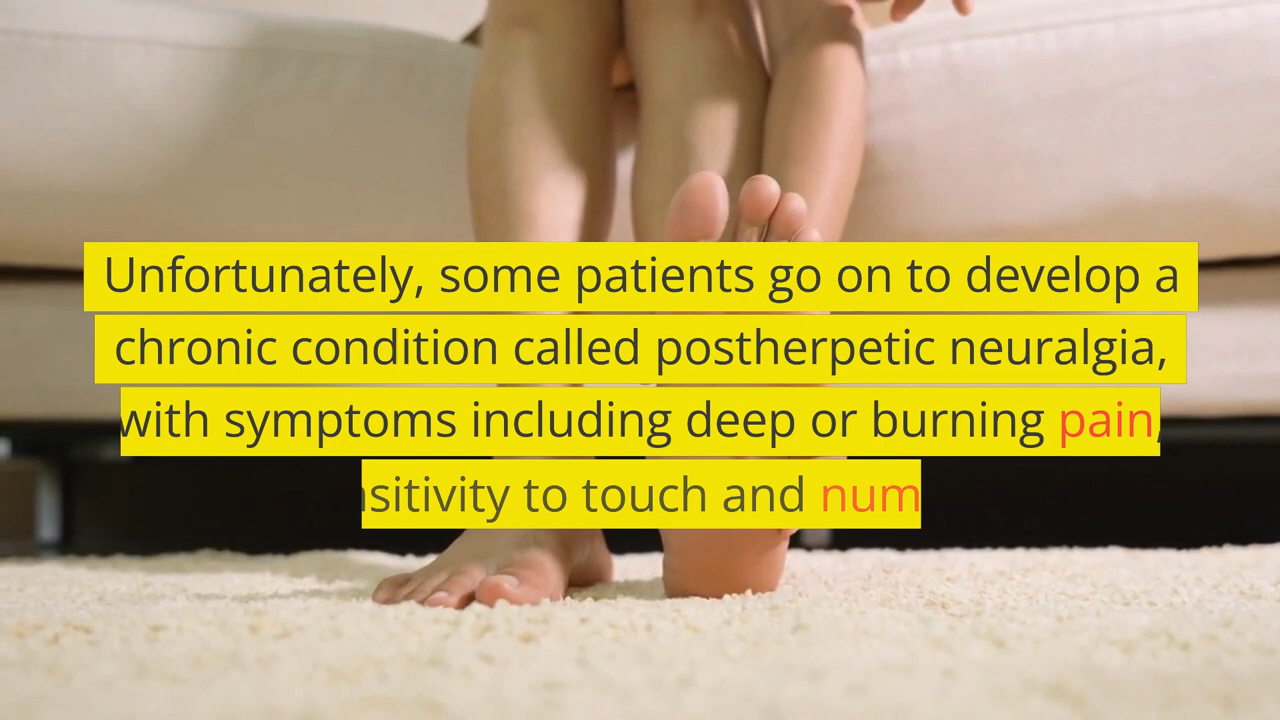 Unfortunately, some patients go on to develop a
chronic condition called postherpetic neuralgia,
with symptoms including deep or burning pain,
nsitivity to touch and num